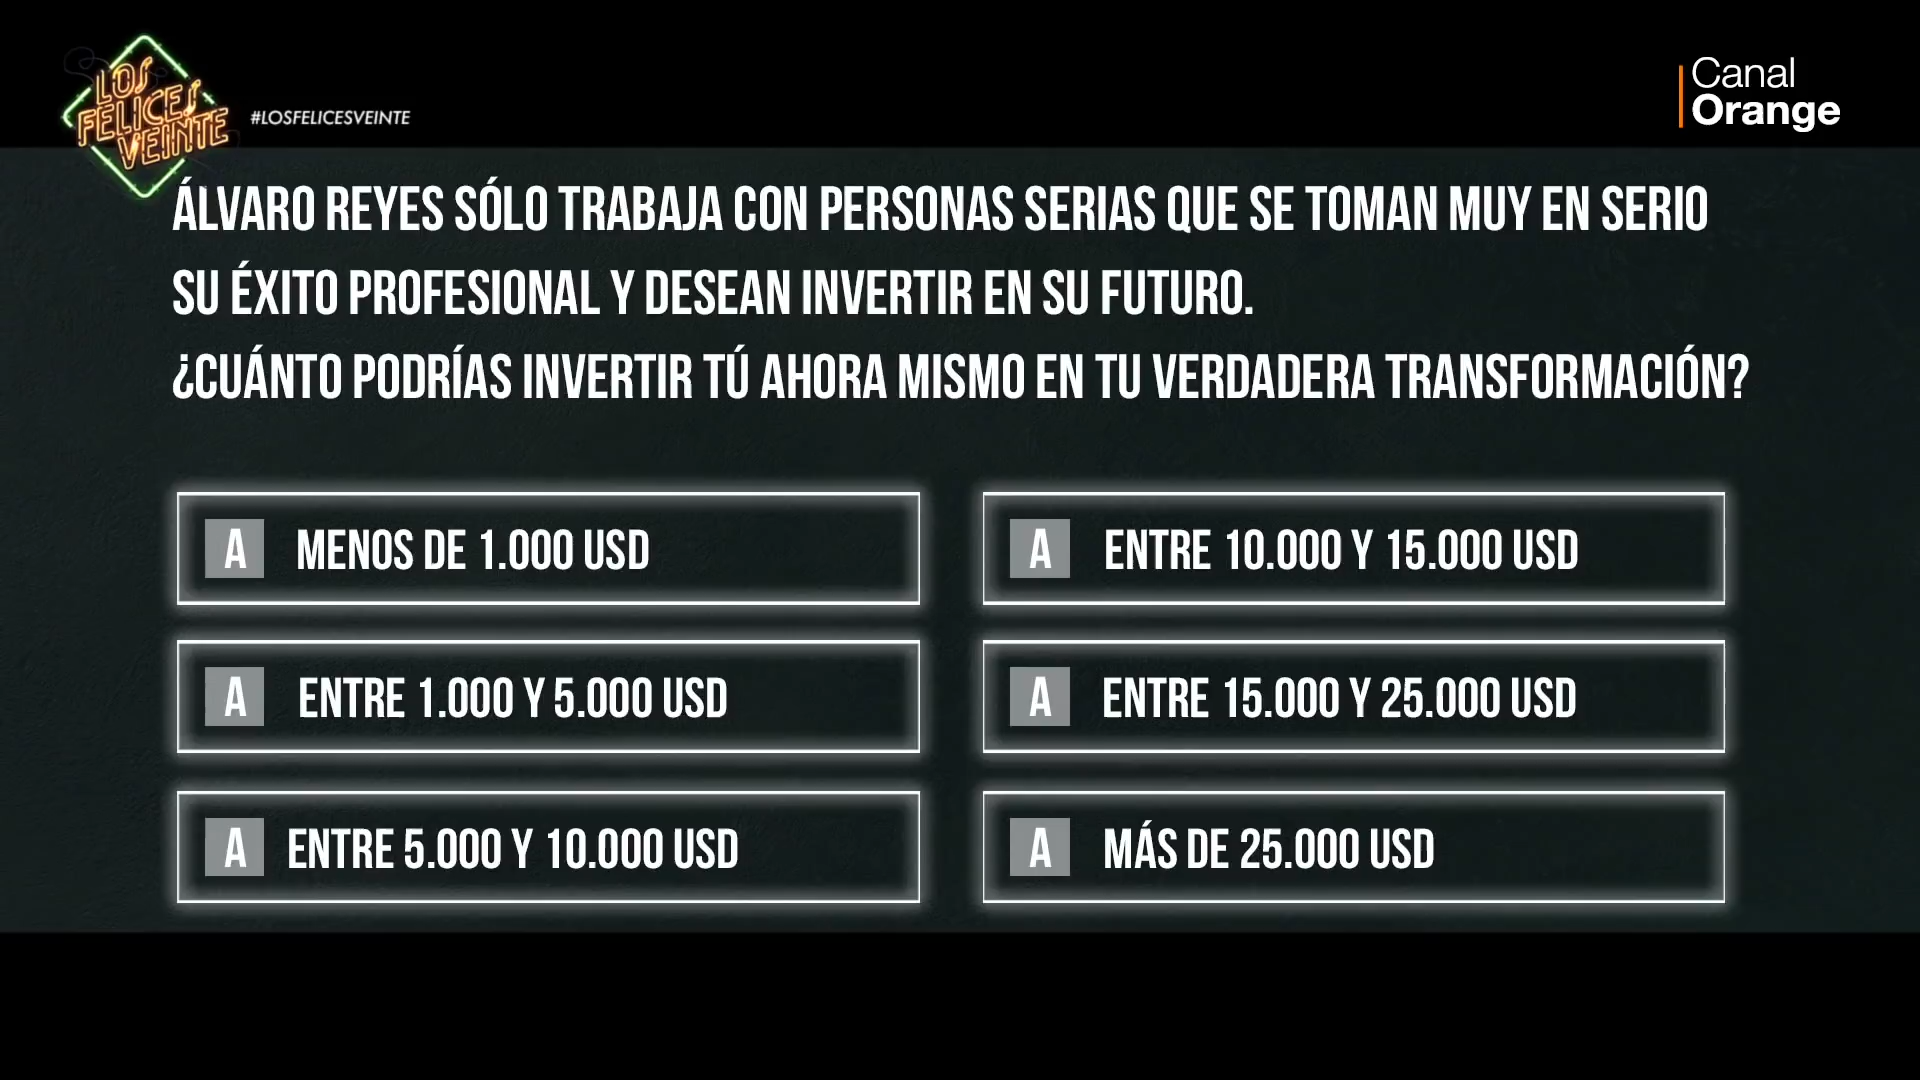 LOS
FELICES
VEINTE
#LOSFELICESVEINTE
Canal
Orange
ÁLVARO REYES SÓLO TRABAJA CON PERSONAS SERIAS QUE SE TOMAN MUY EN SERIO
SU ÉXITO PROFESIONAL Y DESEAN INVERTIR EN SU FUTURO.
¿CUÁNTO PODRÍAS INVERTIR TÚ AHORA MISMO EN TU VERDADERA TRANSFORMACIÓN?
A MENOS DE 1.000 USD
A ENTRE 10.000 Y 15.000 USD
A ENTRE 1.000 Y 5.000 USD
A ENTRE 15.000 Y 25.000 USD
A ENTRE 5.000 Y 10.000 USD
A MÁS DE 25.000 USD